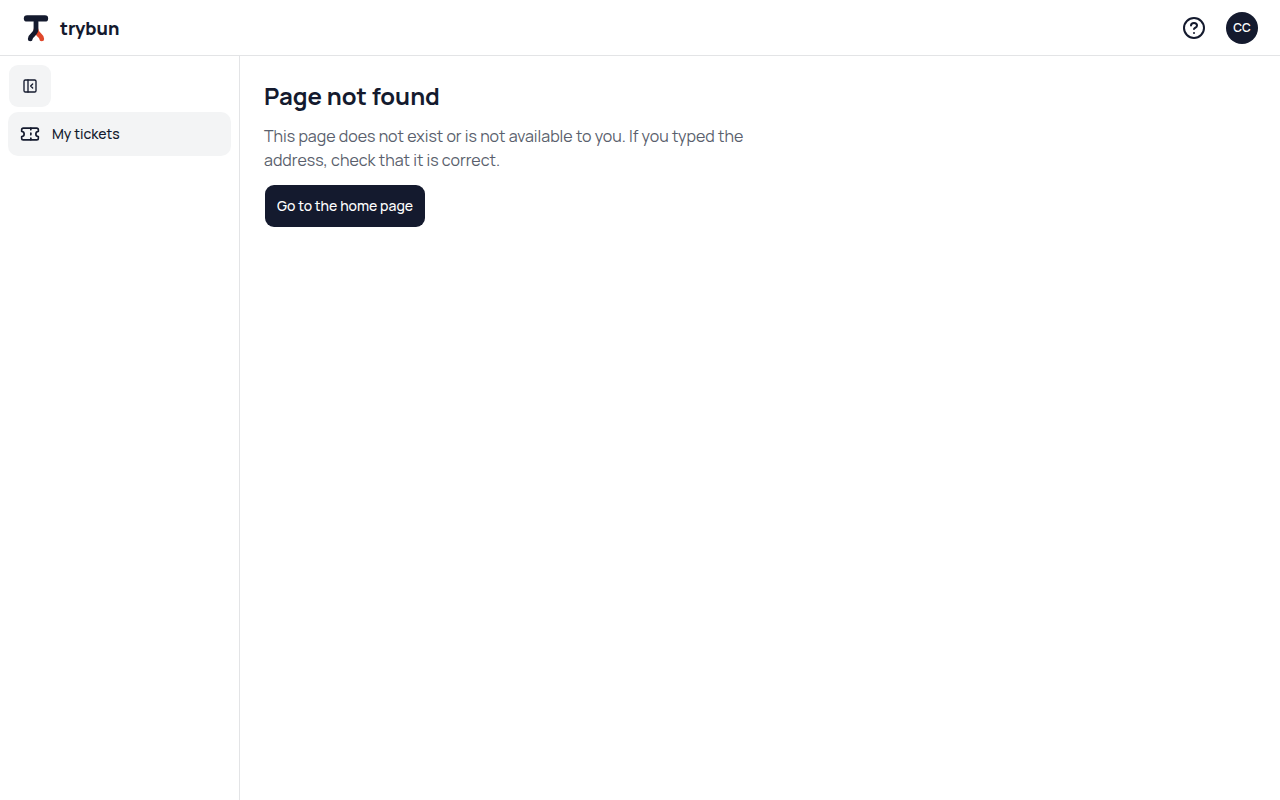 trybun
CC
My tickets
Page not found
This page does not exist or is not available to you. If you typed the
address, check that it is correct.
Go to the home page